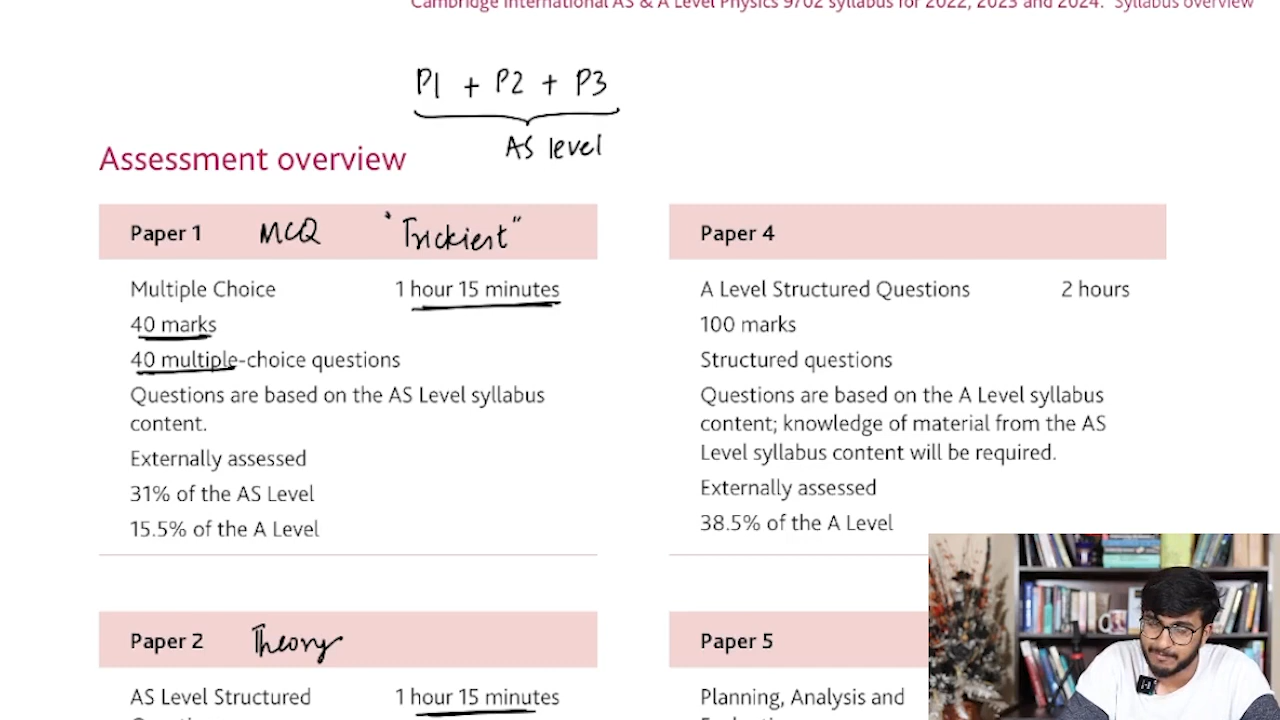 Cambridge International AS & A Level Physics 9702 syllabus for 2022, 2023 and 2024. Syllabus overview
P1 + P2 + P3
AS level
Assessment overview
Paper 1 MCQ "Trickiest"
Multiple Choice 1 hour 15 minutes
40 marks
40 multiple-choice questions
Questions are based on the AS Level syllabus
content.
Externally assessed
31% of the AS Level
15.5% of the A Level
Paper 4
A Level Structured Questions 2 hours
100 marks
Structured questions
Questions are based on the A Level syllabus
content; knowledge of material from the AS
Level syllabus content will be required.
Externally assessed
38.5% of the A Level
Paper 2 Theory
AS Level Structured 1 hour 15 minutes
Paper 5
Planning, Analysis and